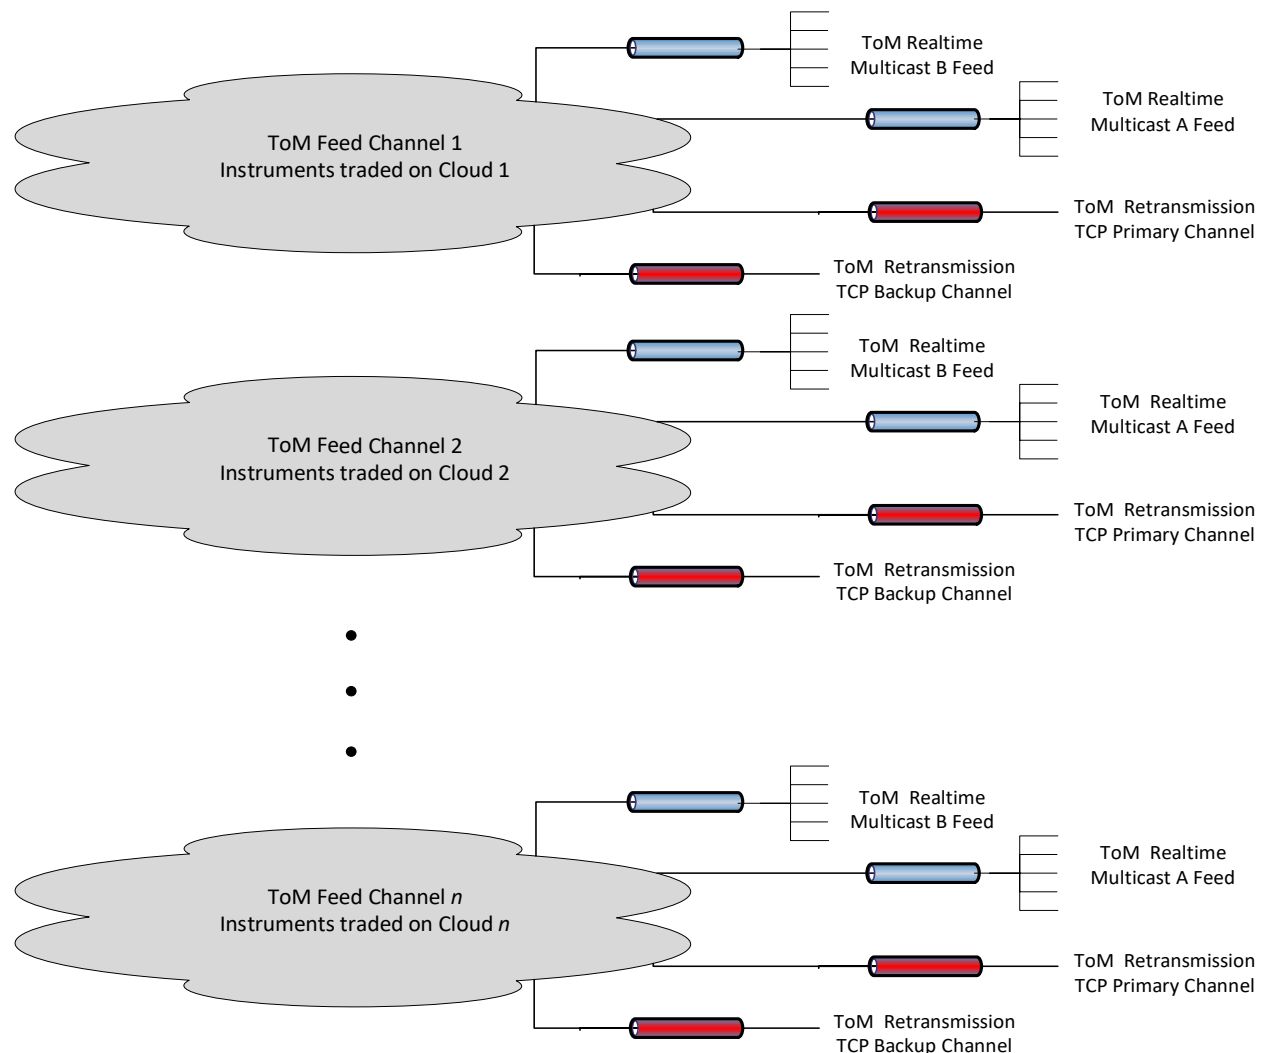 ToM Realtime
Multicast B Feed
ToM Realtime
Multicast A Feed
ToM Feed Channel 1
Instruments traded on Cloud 1
ToM Retransmission
TCP Primary Channel
ToM Retransmission
TCP Backup Channel
ToM Realtime
Multicast B Feed
ToM Realtime
Multicast A Feed
ToM Feed Channel 2
Instruments traded on Cloud 2
ToM Retransmission
TCP Primary Channel
ToM Retransmission
TCP Backup Channel
ToM Realtime
Multicast B Feed
ToM Realtime
Multicast A Feed
ToM Feed Channel n
Instruments traded on Cloud n
ToM Retransmission
TCP Primary Channel
ToM Retransmission
TCP Backup Channel